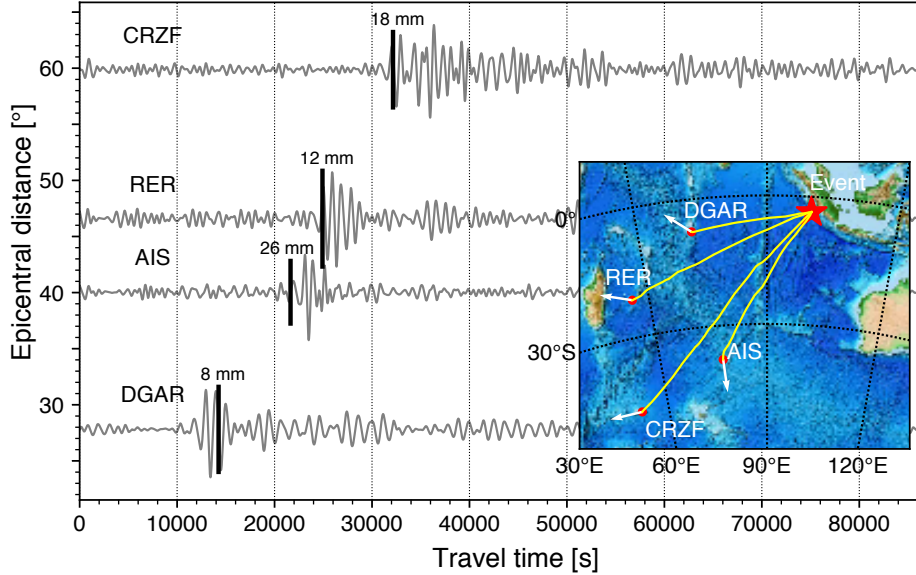 18 mm
CRZF
60
12 mm
50
RER
26 mm
AIS
40
8 mm
DGAR
30
Epicentral distance [°]
0
10000
20000
30000
40000
50000
60000
70000
80000
Travel time [s]
Event
DGAR
0°
RER
30°S
AIS
CRZF
30°E
60°E
90°E
120°E